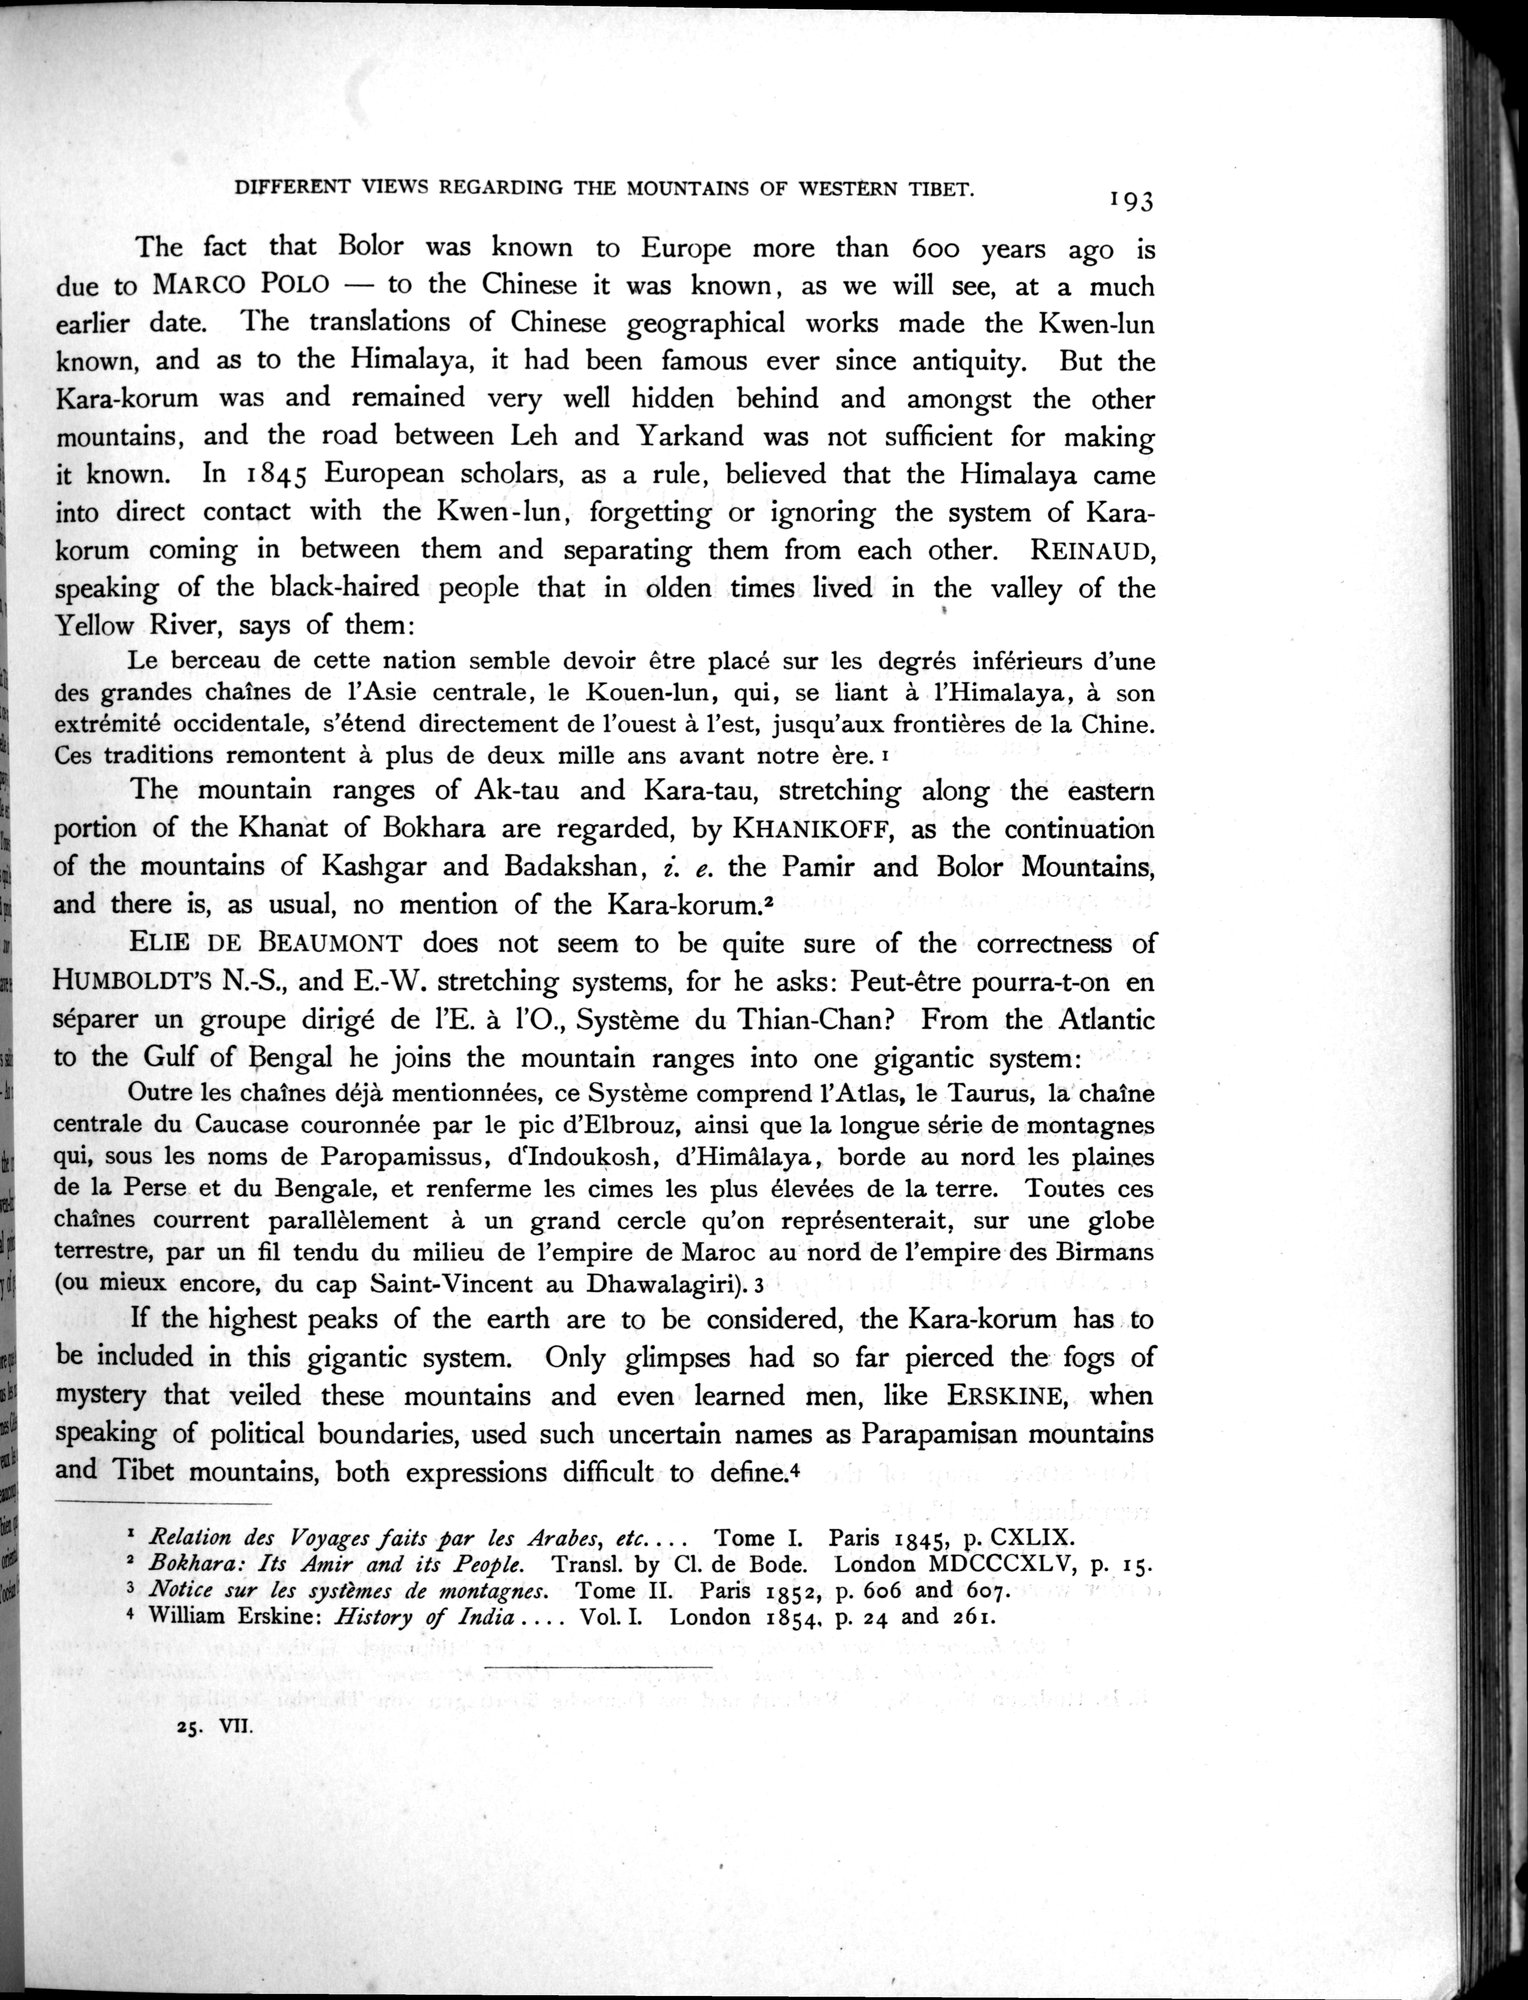 DIFFERENT VIEWS REGARDING THE MOUNTAINS OF WESTERN TIBET. 193
The fact that Bolor was known to Europe more than 600 years ago is
due to MARCO POLO — to the Chinese it was known, as we will see, at a much
earlier date. The translations of Chinese geographical works made the Kwen-lun
known, and as to the Himalaya, it had been famous ever since antiquity. But the
Kara-korum was and remained very well hidden behind and amongst the other
mountains, and the road between Leh and Yarkand was not sufficient for making
it known. In 1845 European scholars, as a rule, believed that the Himalaya came
into direct contact with the Kwen-lun, forgetting or ignoring the system of Kara-
korum coming in between them and separating them from each other. REINAUD,
speaking of the black-haired people that in olden times lived in the valley of the
Yellow River, says of them:
Le berceau de cette nation semble devoir être placé sur les degrés inférieurs d'une
des grandes chaînes de l'Asie centrale, le Kouen-lun, qui, se liant à l'Himalaya, à son
extrémité occidentale, s'étend directement de l'ouest à l'est, jusqu'aux frontières de la Chine.
Ces traditions remontent à plus de deux mille ans avant notre ère. ¹
The mountain ranges of Ak-tau and Kara-tau, stretching along the eastern
portion of the Khanat of Bokhara are regarded, by KHANIKOFF, as the continuation
of the mountains of Kashgar and Badakshan, i. e. the Pamir and Bolor Mountains,
and there is, as usual, no mention of the Kara-korum.²
ELIE DE BEAUMONT does not seem to be quite sure of the correctness of
HUMBOLDT'S N.-S., and E.-W. stretching systems, for he asks: Peut-être pourra-t-on en
séparer un groupe dirigé de l'E. à l'O., Système du Thian-Chan? From the Atlantic
to the Gulf of Bengal he joins the mountain ranges into one gigantic system:
Outre les chaînes déjà mentionnées, ce Système comprend l'Atlas, le Taurus, la chaîne
centrale du Caucase couronnée par le pic d'Elbrouz, ainsi que la longue série de montagnes
qui, sous les noms de Paropamissus, d'Indoukosh, d'Himâlaya, borde au nord les plaines
de la Perse et du Bengale, et renferme les cimes les plus élevées de la terre. Toutes ces
chaînes courrent parallèlement à un grand cercle qu'on représenterait, sur une globe
terrestre, par un fil tendu du milieu de l'empire de Maroc au nord de l'empire des Birmans
(ou mieux encore, du cap Saint-Vincent au Dhawalagiri). ³
If the highest peaks of the earth are to be considered, the Kara-korum has to
be included in this gigantic system. Only glimpses had so far pierced the fogs of
mystery that veiled these mountains and even learned men, like ERSKINE, when
speaking of political boundaries, used such uncertain names as Parapamisan mountains
and Tibet mountains, both expressions difficult to define.⁴
¹ Relation des Voyages faits par les Arabes, etc.... Tome I. Paris 1845, p. CXLIX.
² Bokhara: Its Amir and its People. Transl. by Cl. de Bode. London MDCCCXLV, p. 15.
³ Notice sur les systèmes de montagnes. Tome II. Paris 1852, p. 606 and 607.
⁴ William Erskine: History of India.... Vol. I. London 1854, p. 24 and 261.
25. VII.